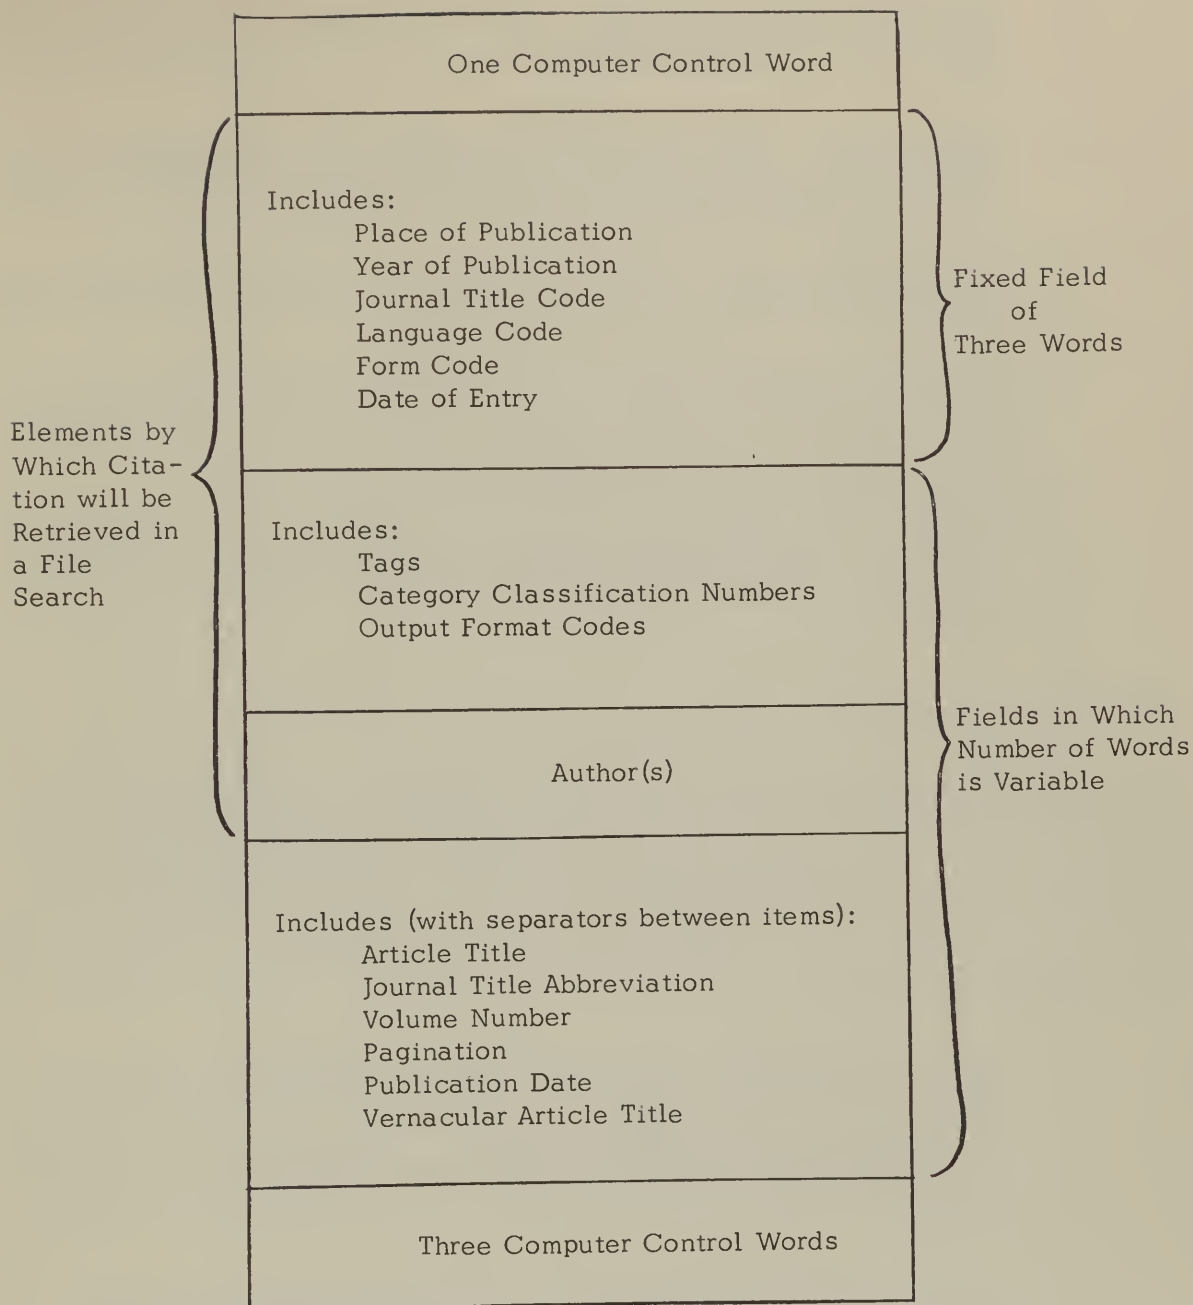 One Computer Control Word
Includes:
Place of Publication
Year of Publication
Journal Title Code
Language Code
Form Code
Date of Entry
Fixed Field
of
Three Words
Elements by
Which Cita-
tion will be
Retrieved in
a File
Search
Includes:
Tags
Category Classification Numbers
Output Format Codes
Author(s)
Fields in Which
Number of Words
is Variable
Includes (with separators between items):
Article Title
Journal Title Abbreviation
Volume Number
Pagination
Publication Date
Vernacular Article Title
Three Computer Control Words